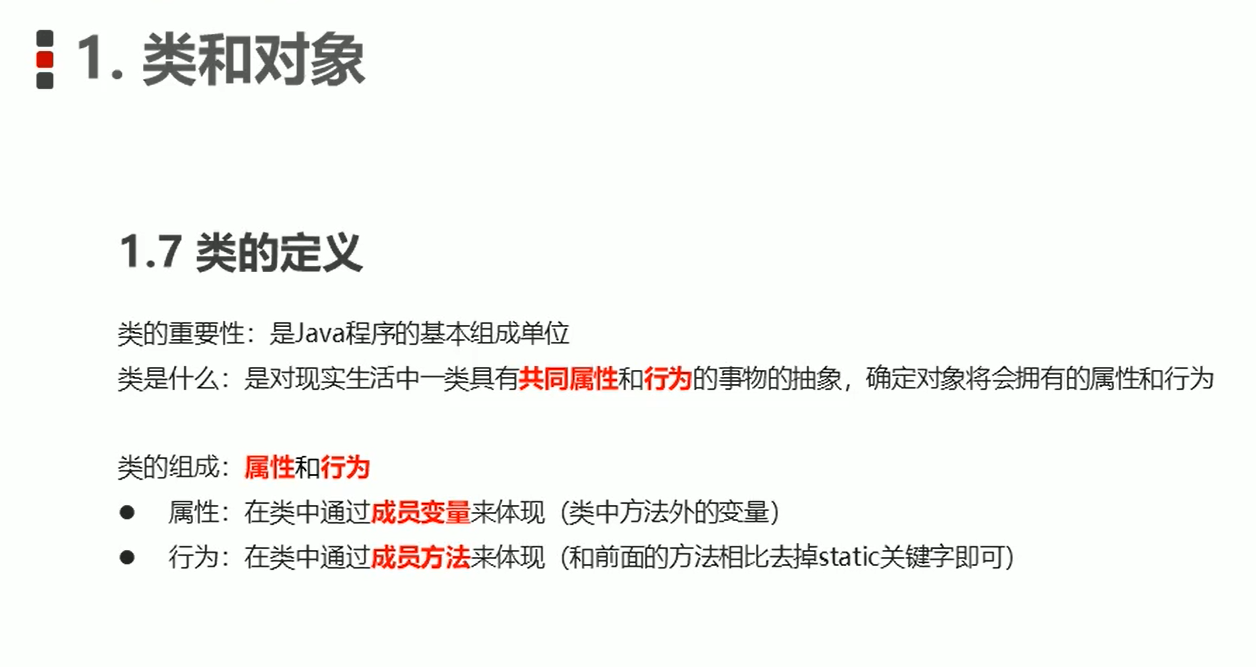 1. 类和对象
1.7 类的定义
类的重要性：是Java程序的基本组成单位
类是什么：是对现实生活中一类具有共同属性和行为的事物的抽象，确定对象将会拥有的属性和行为
类的组成：属性和行为
● 属性：在类中通过成员变量来体现（类中方法外的变量）
● 行为：在类中通过成员方法来体现（和前面的方法相比去掉static关键字即可）